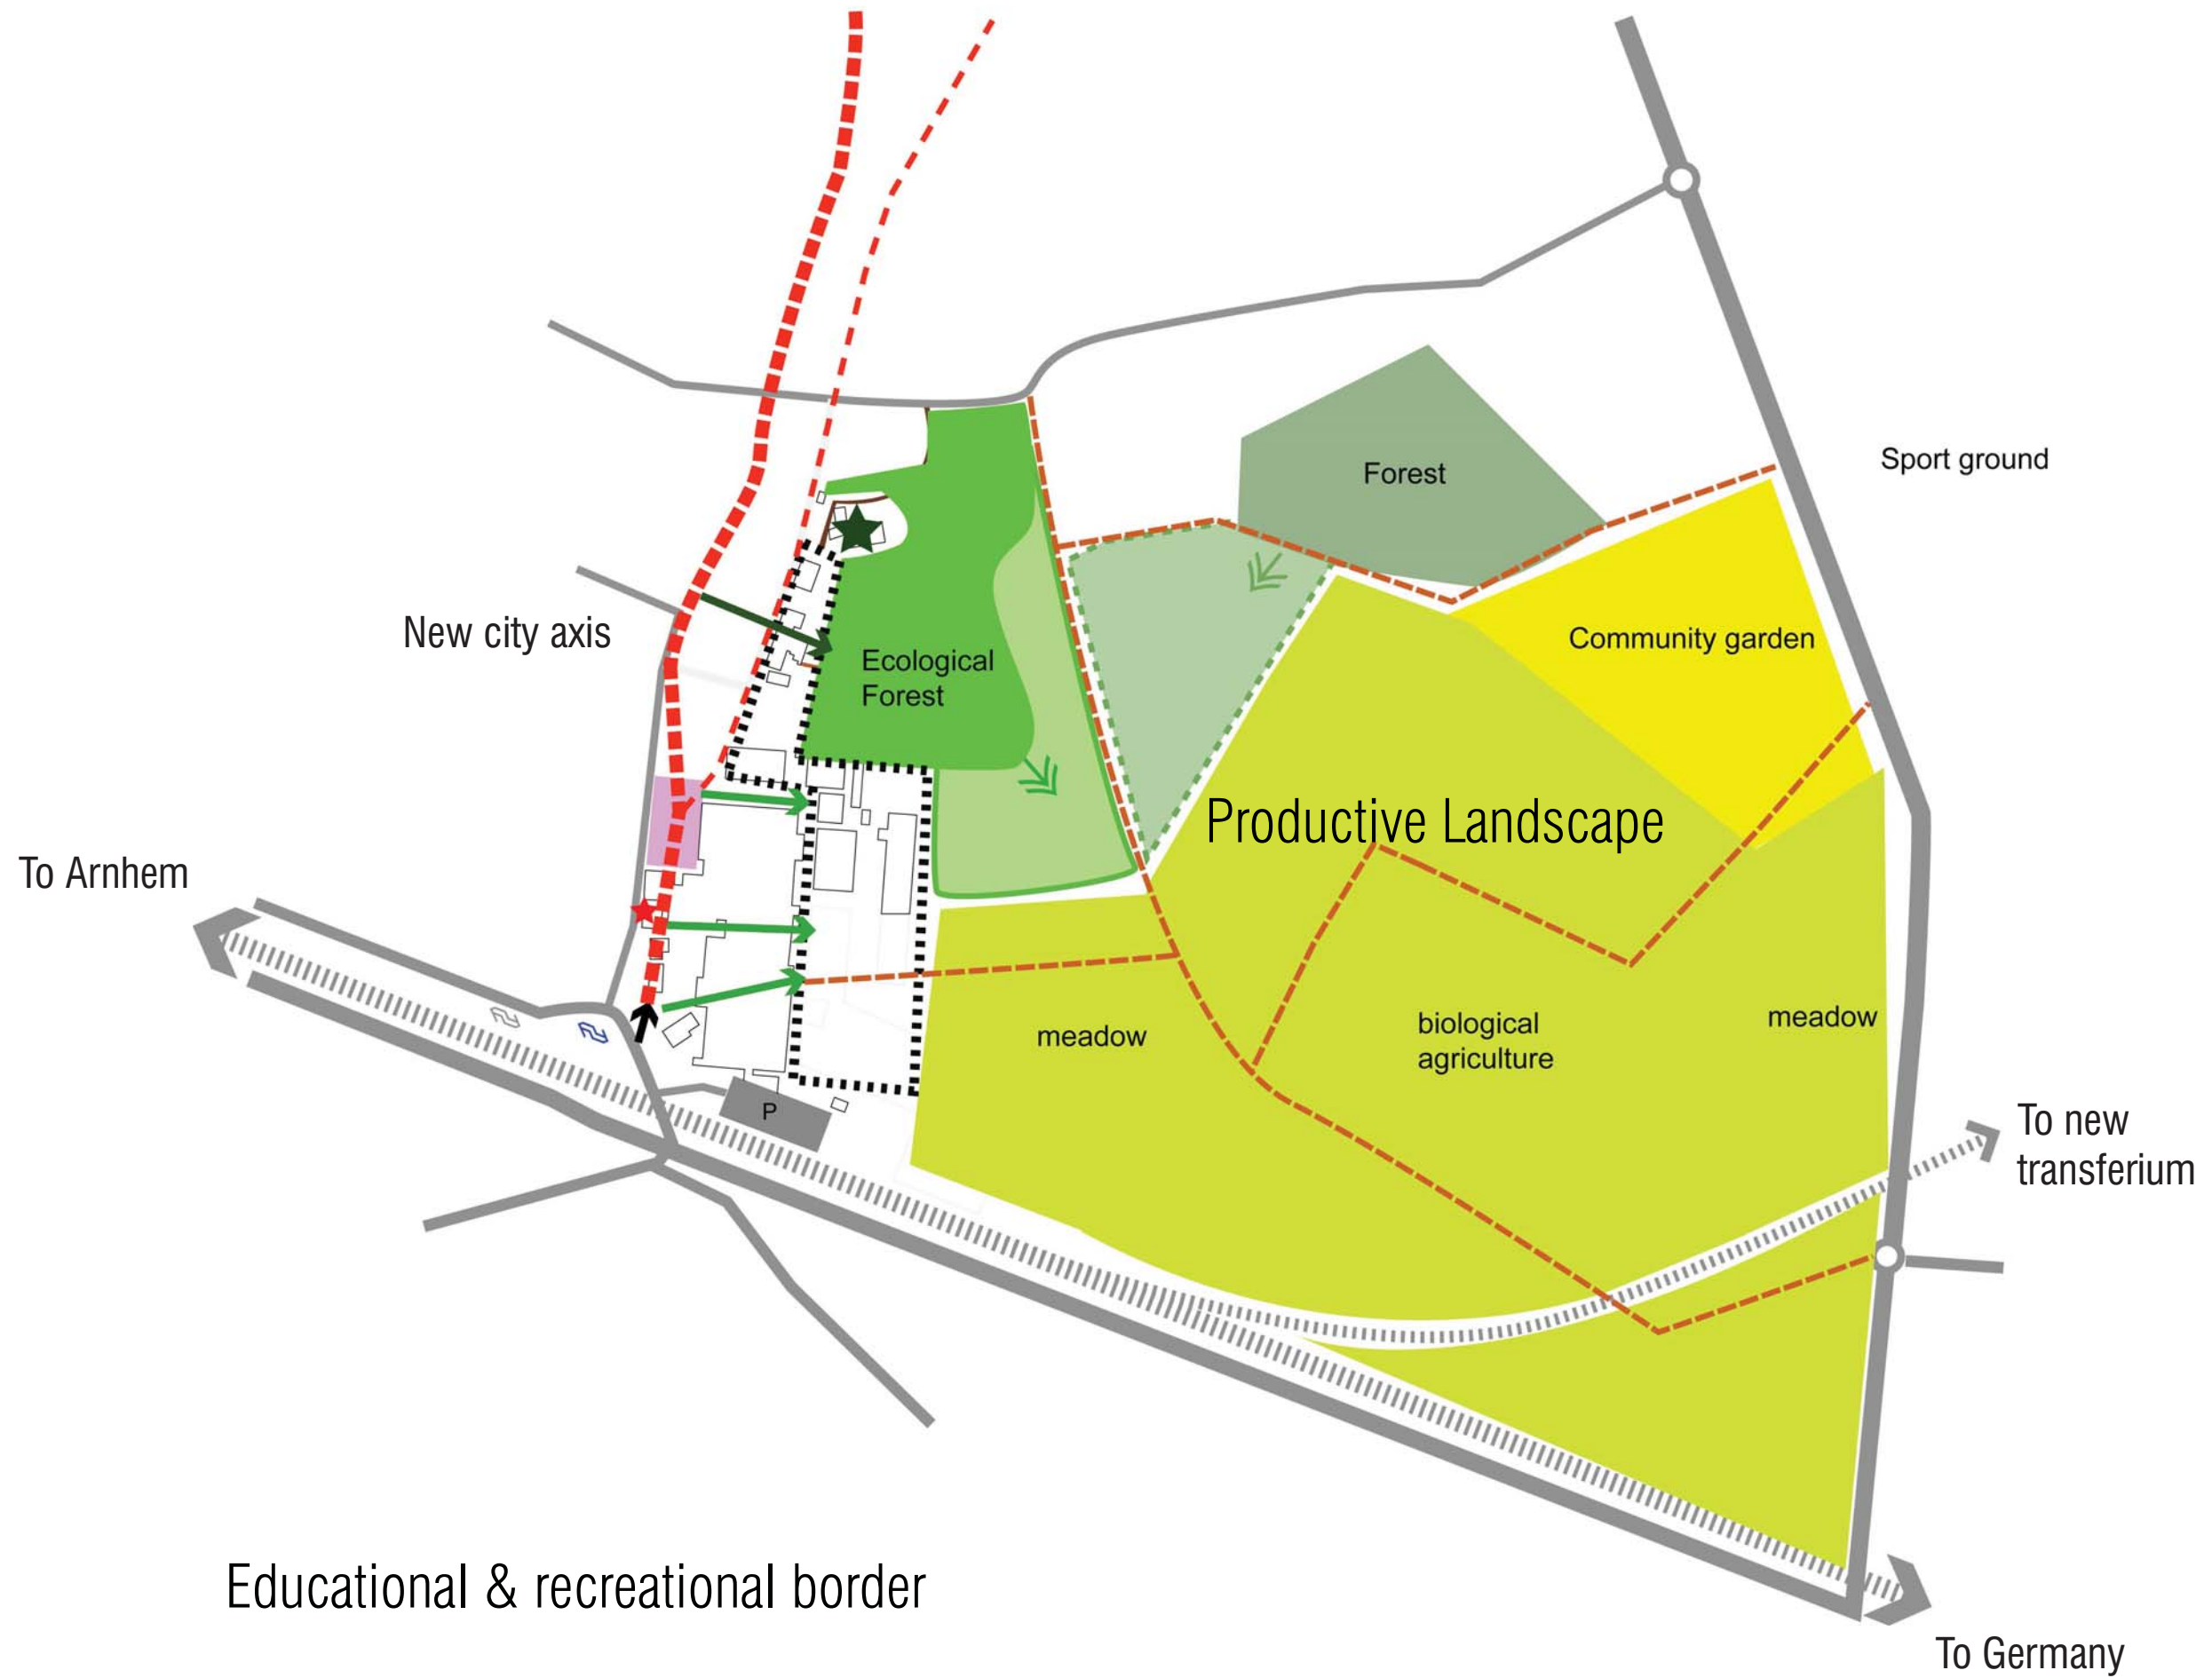 Sport ground
Forest
New city axis
Community garden
Ecological
Forest
Productive Landscape
To Arnhem
meadow
biological
agriculture
meadow
P
To new
transferium
Educational & recreational border
To Germany